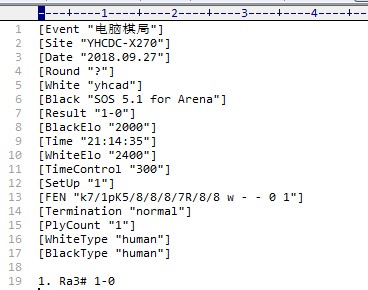 ----+----1----+----2----+----3----+----4----+--
1 [Event "电脑棋局"]
2 [Site "YHCDC-X270"]
3 [Date "2018.09.27"]
4 [Round "?"]
5 [White "yhcad"]
6 [Black "SOS 5.1 for Arena"]
7 [Result "1-0"]
8 [BlackElo "2000"]
9 [Time "21:14:35"]
10 [WhiteElo "2400"]
11 [TimeControl "300"]
12 [SetUp "1"]
13 [FEN "k7/1pK5/8/8/8/7R/8/8 w - - 0 1"]
14 [Termination "normal"]
15 [PlyCount "1"]
16 [WhiteType "human"]
17 [BlackType "human"]
18
19 1. Ra3# 1-0